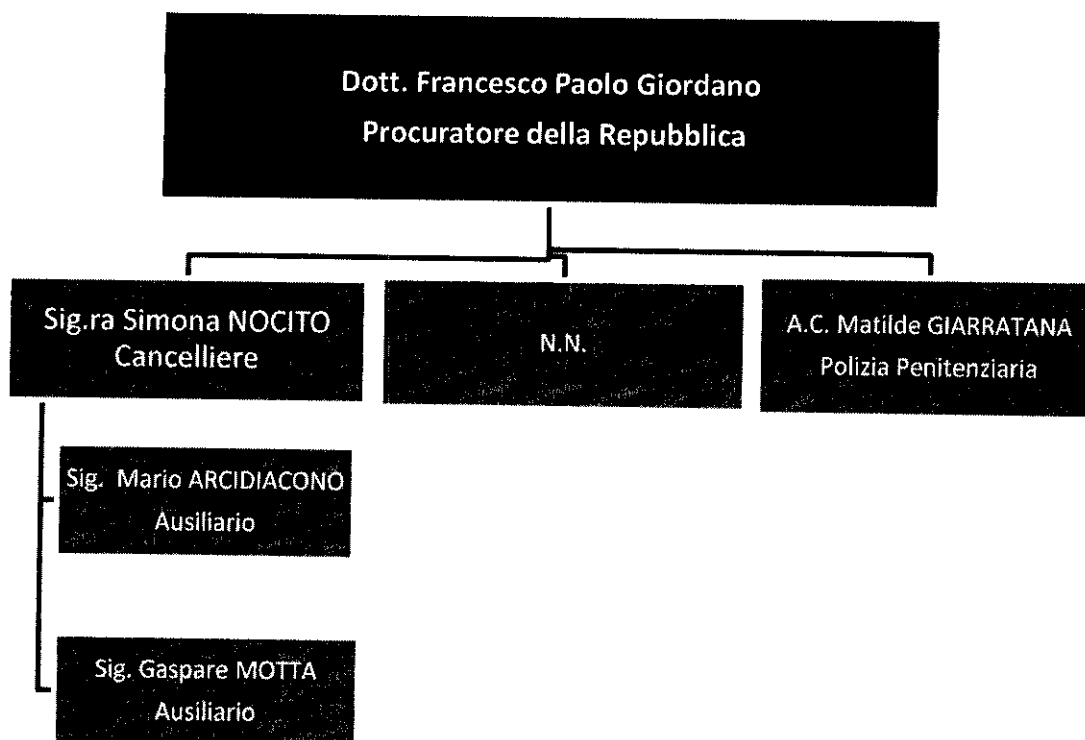 Dott. Francesco Paolo Giordano
Procuratore della Repubblica
Sig.ra Simona NOCITO
Cancelliere
N.N.
A.C. Matilde GIARRATANA
Polizia Penitenziaria
Sig. Mario ARCIDIACONO
Ausiliario
Sig. Gaspare MOTTA
Ausiliario